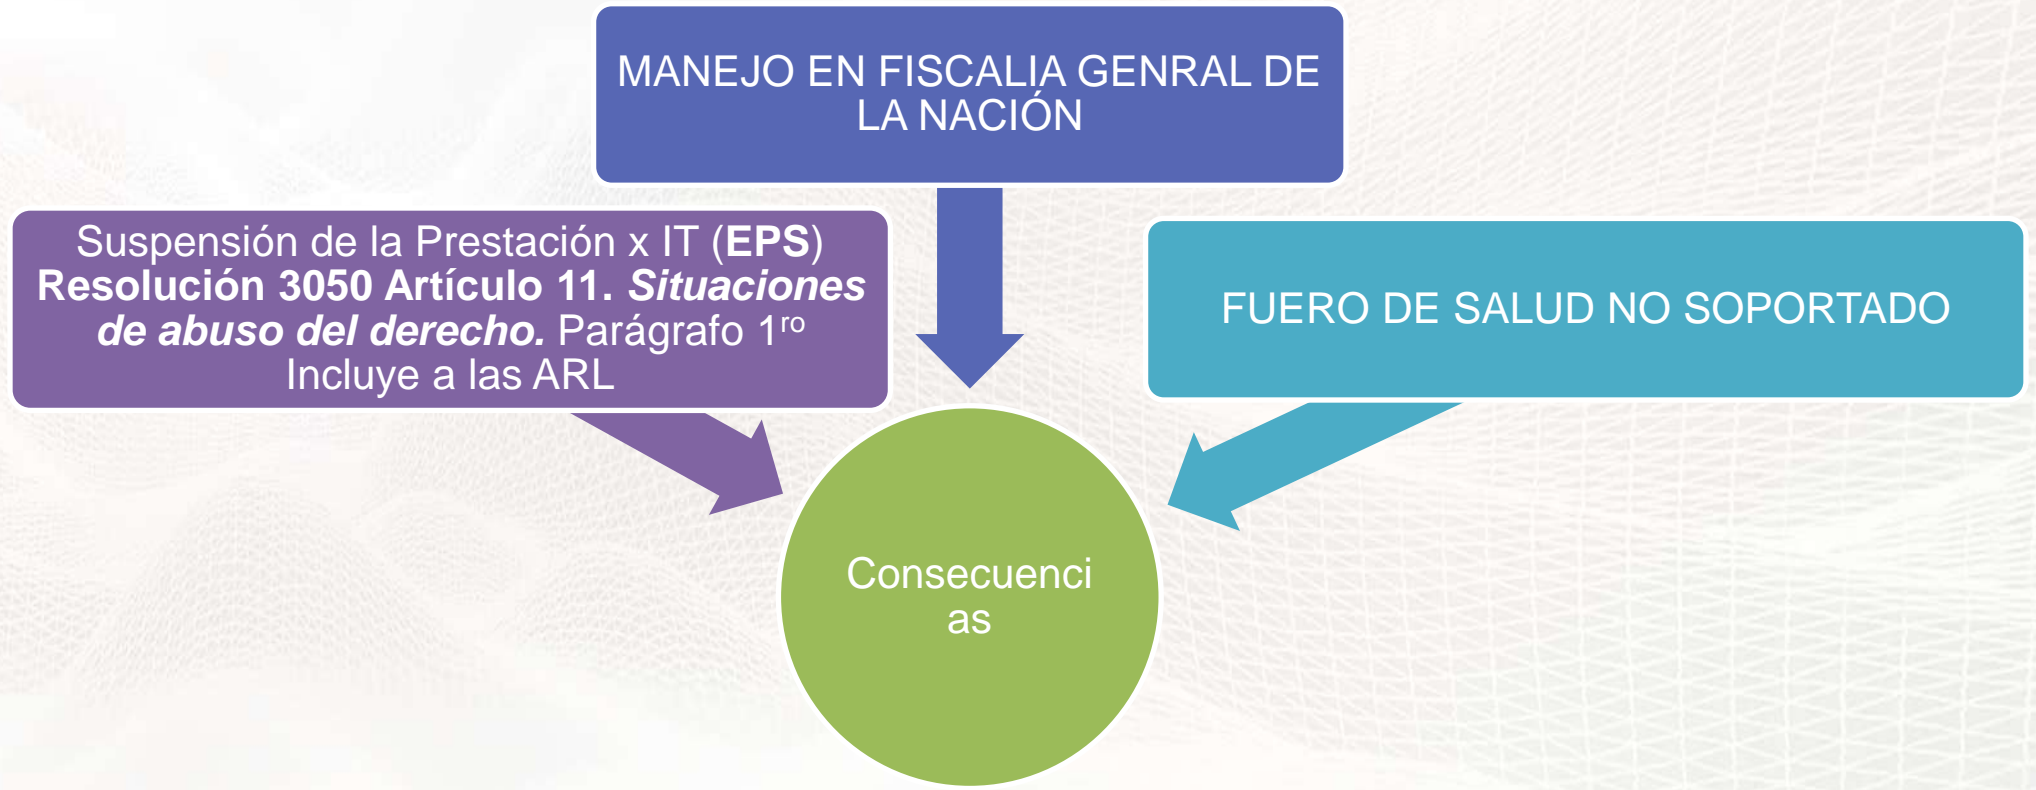 MANEJO EN FISCALIA GENRAL DE
LA NACIÓN
Suspensión de la Prestación x IT (EPS)
Resolución 3050 Artículo 11. Situaciones
de abuso del derecho. Parágrafo 1ro
Incluye a las ARL
FUERO DE SALUD NO SOPORTADO
Consecuenci
as